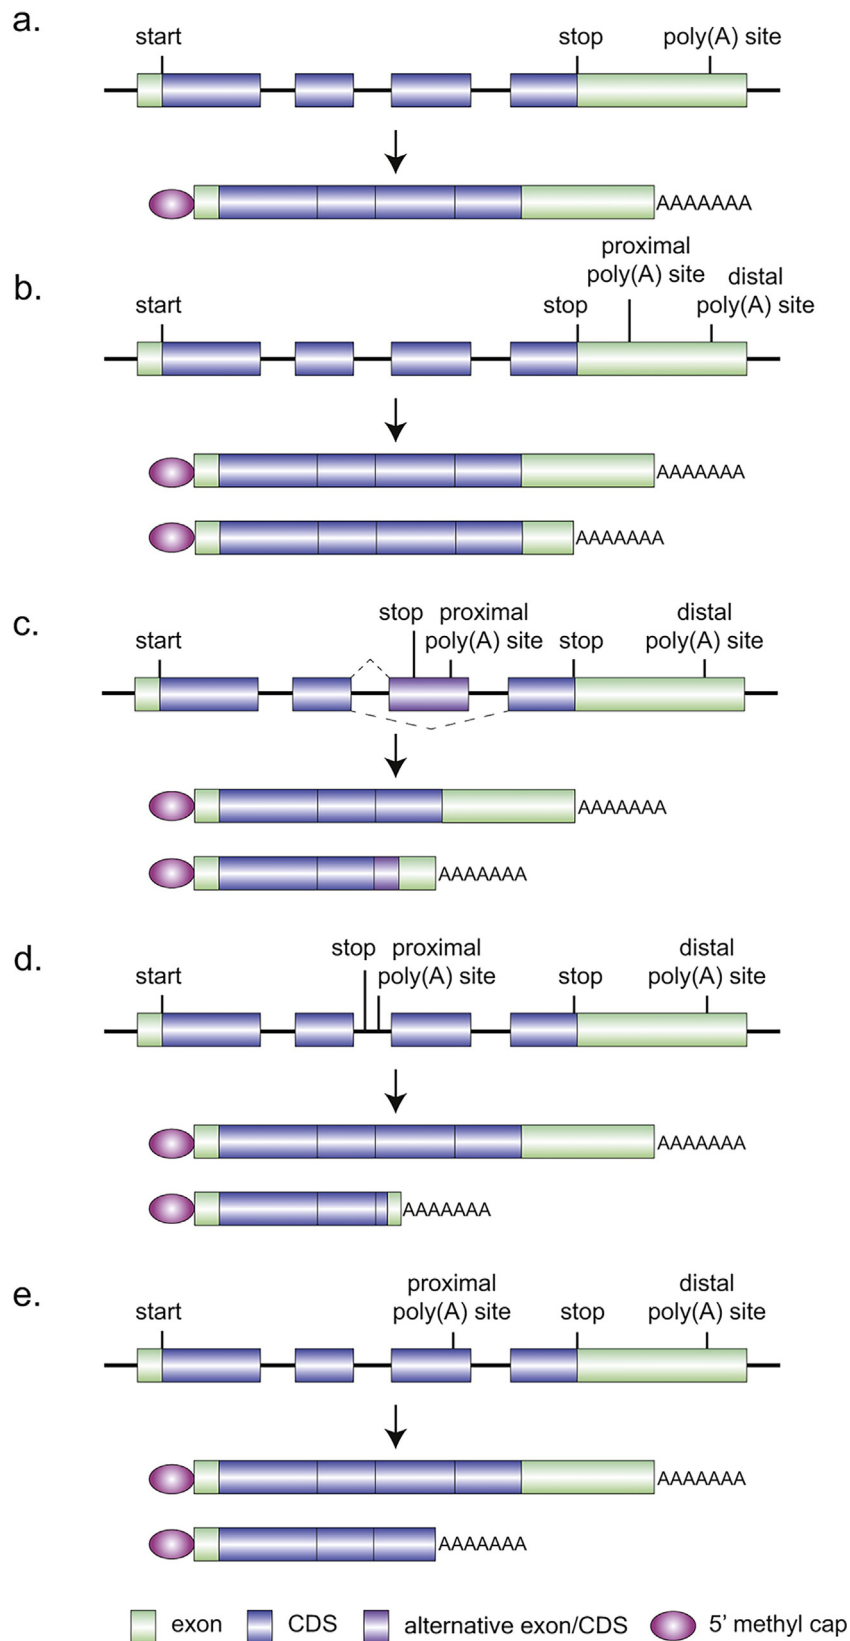 a.
start stop poly(A) site
AAAAAAA
b.
proximal
poly(A) site
distal
poly(A) site
start stop
AAAAAAA
AAAAAAA
c.
stop proximal distal
start poly(A) site stop poly(A) site
AAAAAAA
AAAAAAA
d.
stop proximal distal
start poly(A) site stop poly(A) site
AAAAAAA
AAAAAAA
e.
proximal distal
start poly(A) site stop poly(A) site
AAAAAAA
AAAAAAA
exon CDS alternative exon/CDS 5’ methyl cap